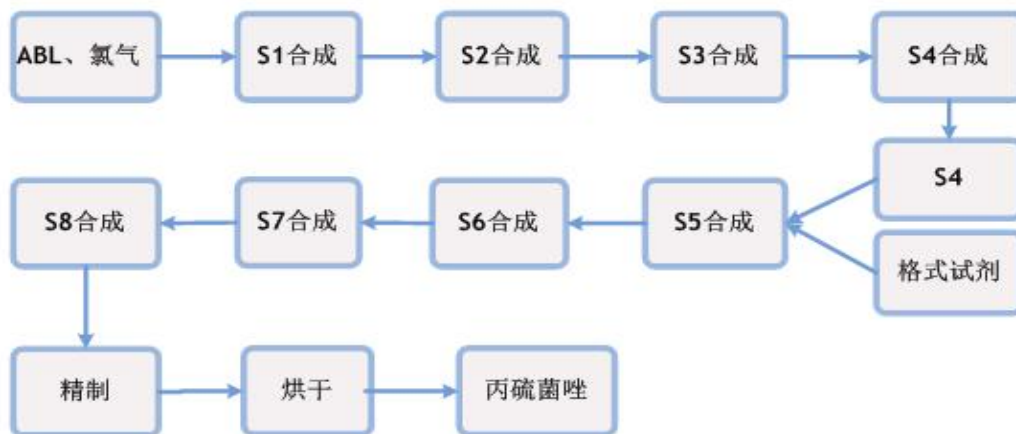 ABL、氯气
S1合成
S2合成
S3合成
S4合成
S4
格式试剂
S5合成
S6合成
S7合成
S8合成
精制
烘干
丙硫菌唑